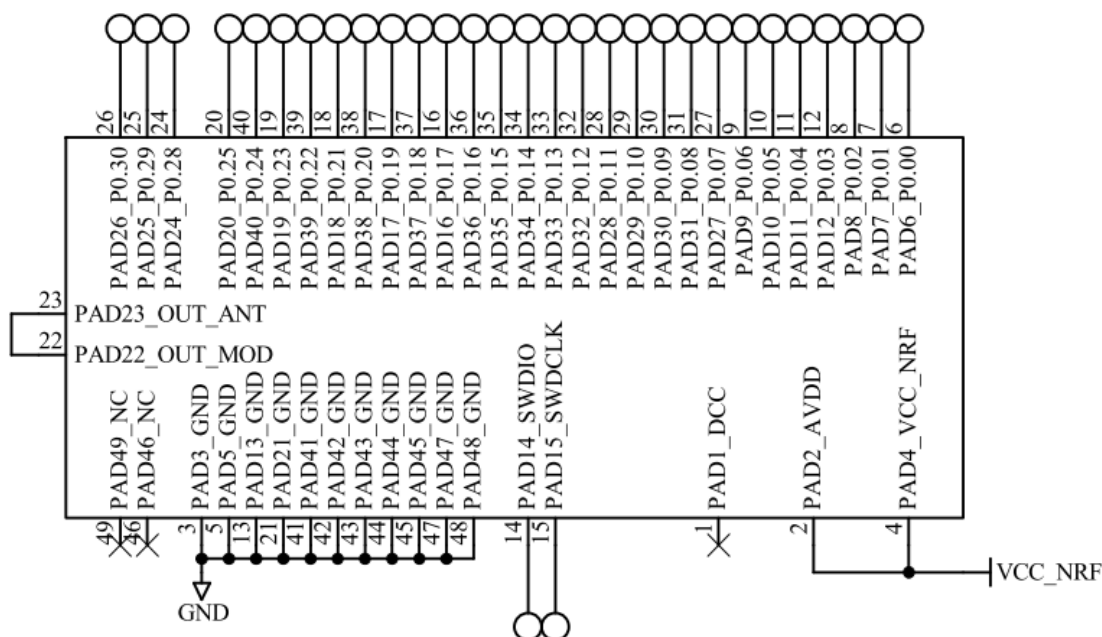 26
25
24
20
40
19
39
18
38
17
37
16
36
35
34
33
32
28
29
30
31
27
9
10
11
12
8
7
6
PAD26_P0.30
PAD25_P0.29
PAD24_P0.28
PAD20_P0.25
PAD40_P0.24
PAD19_P0.23
PAD39_P0.22
PAD18_P0.21
PAD38_P0.20
PAD17_P0.19
PAD37_P0.18
PAD16_P0.17
PAD36_P0.16
PAD35_P0.15
PAD34_P0.14
PAD33_P0.13
PAD32_P0.12
PAD28_P0.11
PAD29_P0.10
PAD30_P0.09
PAD31_P0.08
PAD27_P0.07
PAD9_P0.06
PAD10_P0.05
PAD11_P0.04
PAD12_P0.03
PAD8_P0.02
PAD7_P0.01
PAD6_P0.00
23
PAD23_OUT_ANT
22
PAD22_OUT_MOD
PAD49_NC
PAD46_NC
PAD3_GND
PAD5_GND
PAD13_GND
PAD21_GND
PAD41_GND
PAD42_GND
PAD43_GND
PAD44_GND
PAD45_GND
PAD47_GND
PAD48_GND
PAD14_SWDIO
PAD15_SWDCLK
PAD1_DCC
PAD2_AVDD
PAD4_VCC_NRF
49
46
3
5
13
21
41
42
43
44
45
47
48
14
15
1
2
4
GND
VCC_NRF